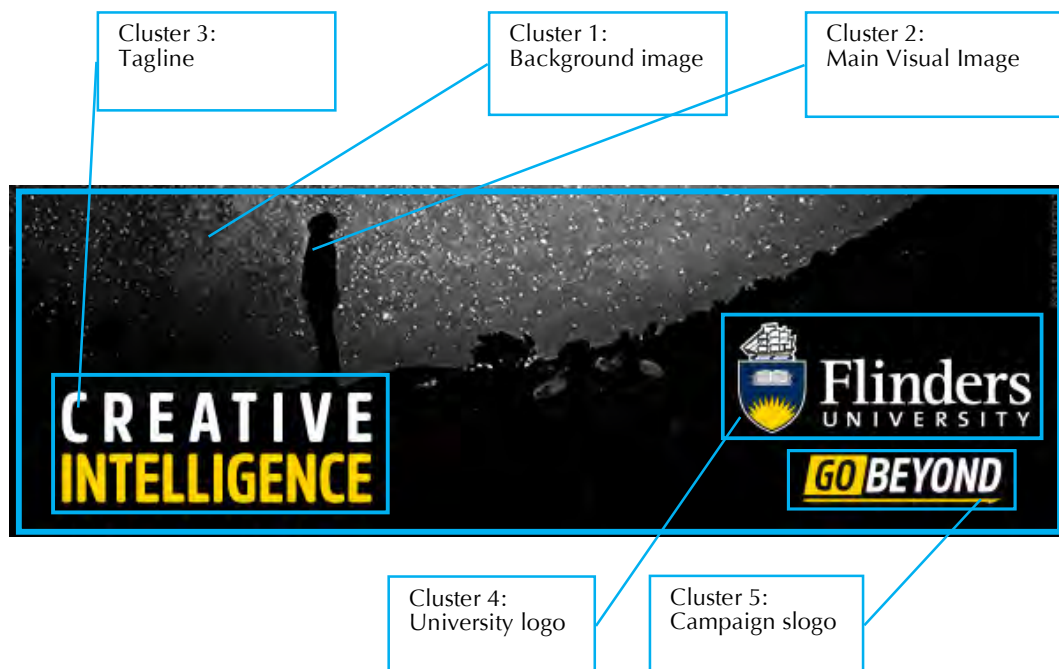 Cluster 3:
Tagline
Cluster 1:
Background image
Cluster 2:
Main Visual Image
CREATIVE
INTELLIGENCE
Flinders
UNIVERSITY
GO BEYOND
Cluster 4:
University logo
Cluster 5:
Campaign slogo